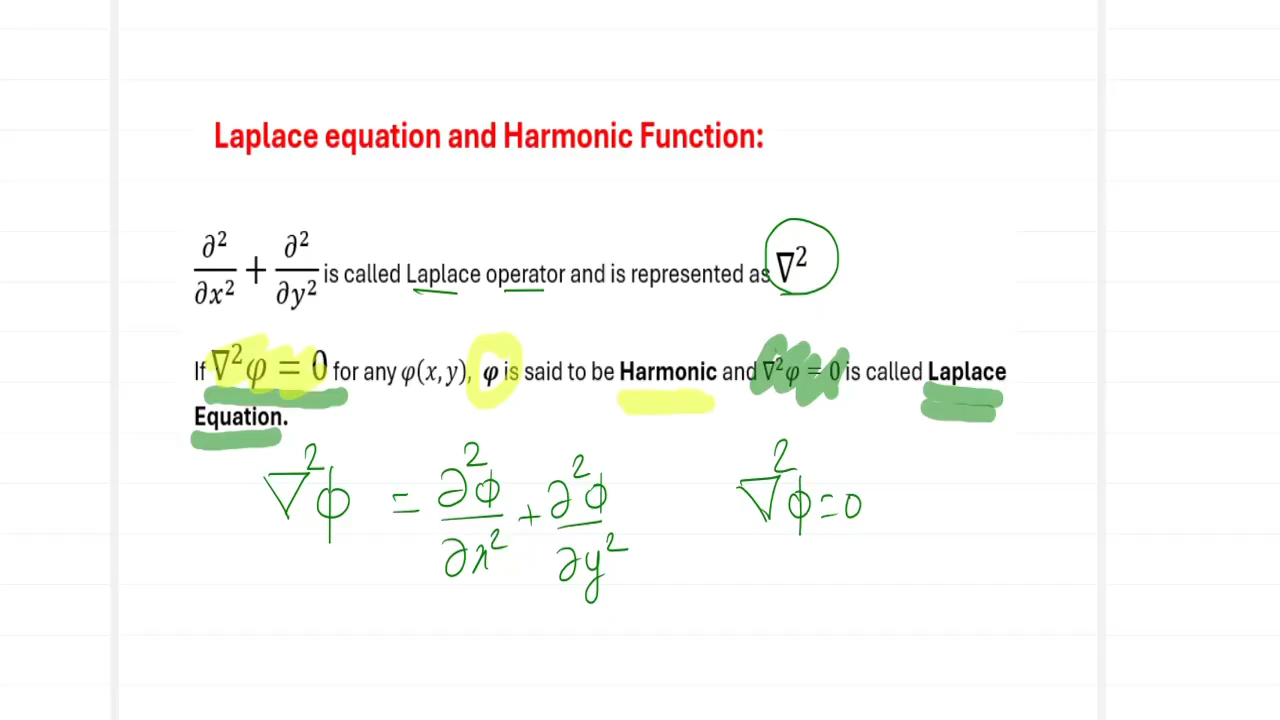 Laplace equation and Harmonic Function:
∂²/∂x² + ∂²/∂y² is called Laplace operator and is represented as ∇²
If ∇²φ = 0 for any φ(x, y), φ is said to be Harmonic and ∇²φ = 0 is called Laplace
Equation.
∇²ϕ = ∂²ϕ/∂x² + ∂²ϕ/∂y² ∇²ϕ=0